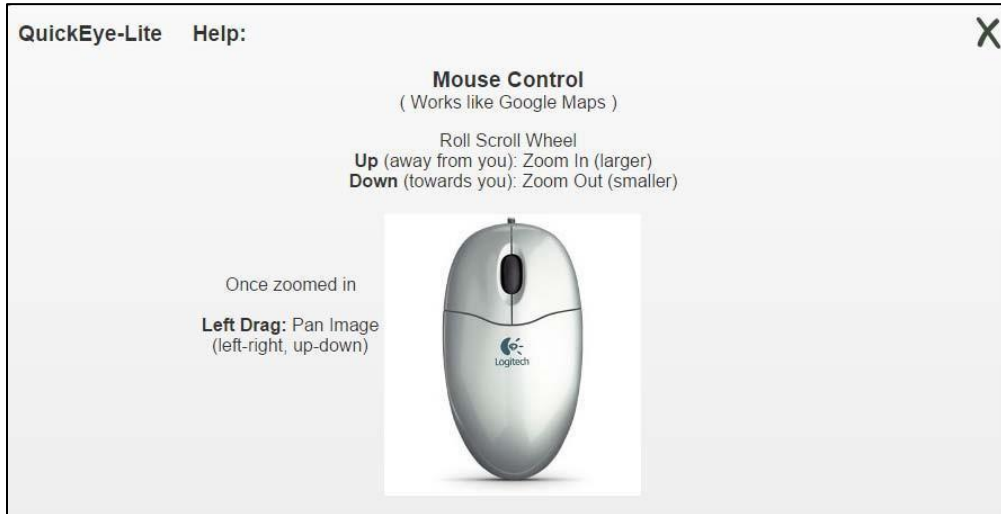 QuickEye-Lite Help:
X
Mouse Control
( Works like Google Maps )
Roll Scroll Wheel
Up (away from you): Zoom In (larger)
Down (towards you): Zoom Out (smaller)
Once zoomed in
Left Drag: Pan Image
(left-right, up-down)
Logitech